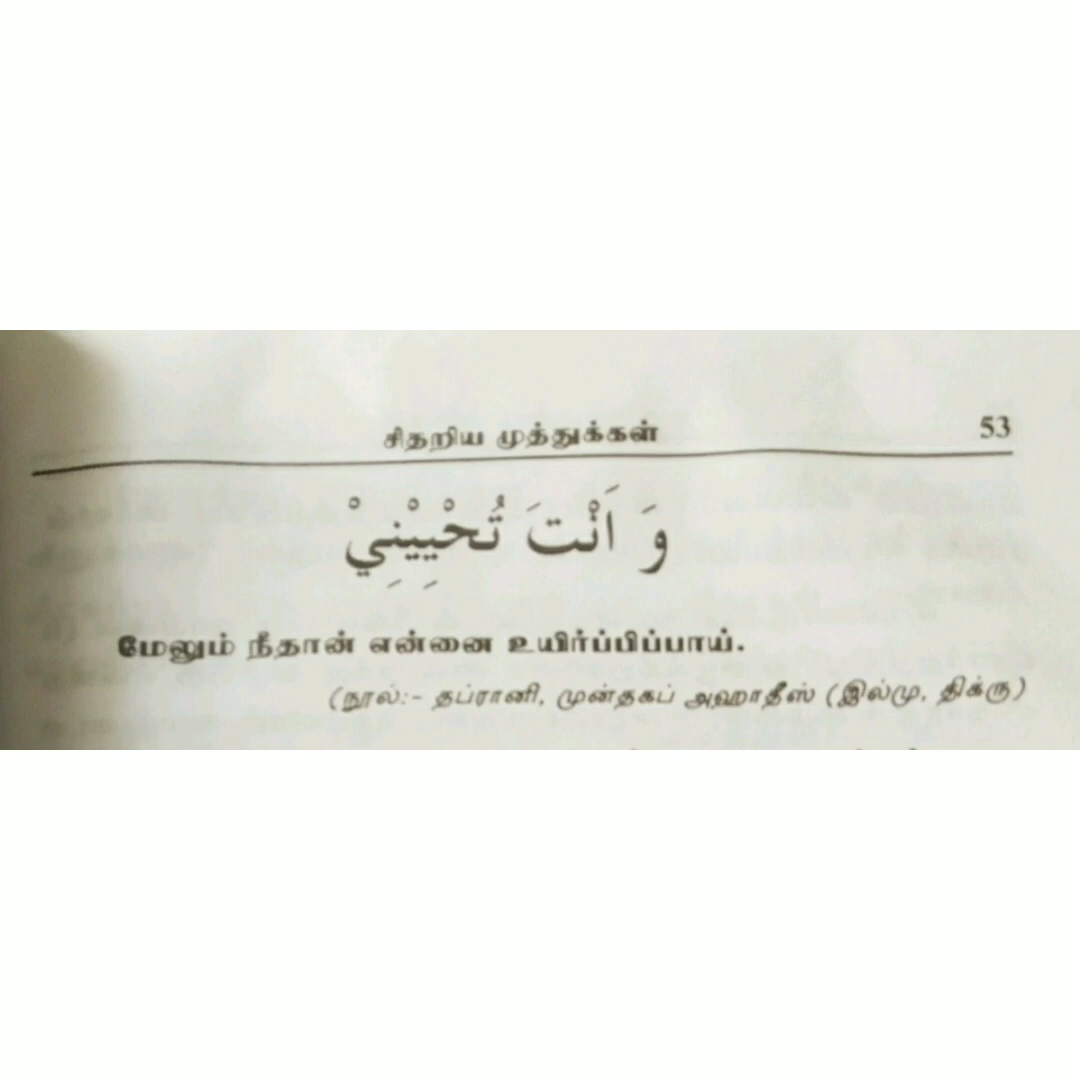 சிதறிய முத்துக்கள் 53
وَ اَنْتَ تُحْيِيْنِيْ
மேலும் நீதான் என்னை உயிர்ப்பிப்பாய்.
(நூல்:- தப்ரானி, முன்தகப் அஹாதீஸ் (இல்மு, திக்ரு)